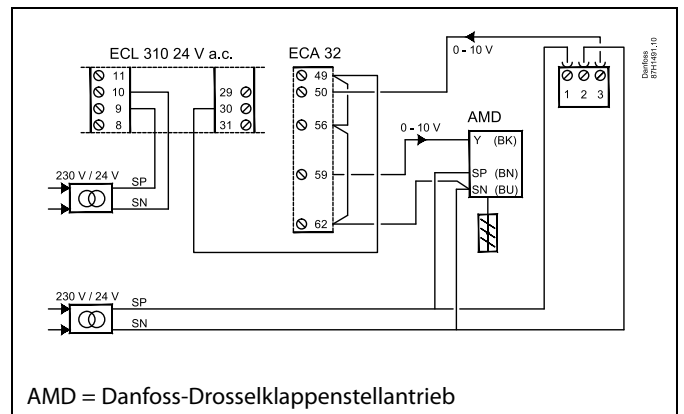 ECL 310 24 V a.c.
ECA 32
0 - 10 V
Danfoss
87H1491.10
11
10
9
8
29
30
31
49
50
56
59
62
1 2 3
AMD
0 - 10 V
Y (BK)
SP (BN)
SN (BU)
230 V / 24 V
SP
SN
230 V / 24 V
SP
SN
AMD = Danfoss-Drosselklappenstellantrieb